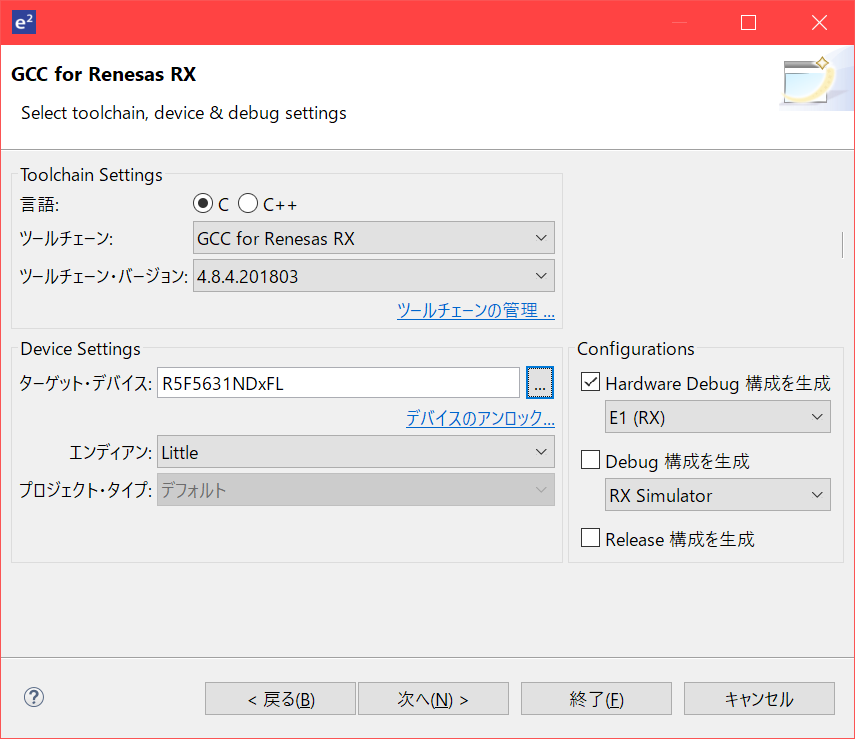 e²
GCC for Renesas RX
Select toolchain, device & debug settings
Toolchain Settings
言語: C C++
ツールチェーン: GCC for Renesas RX
ツールチェーン・バージョン: 4.8.4.201803
ツールチェーンの管理 ...
Device Settings
ターゲット・デバイス: R5F5631NDxFL ...
デバイスのアンロック...
エンディアン: Little
プロジェクト・タイプ: デフォルト
Configurations
Hardware Debug 構成を生成
E1 (RX)
Debug 構成を生成
RX Simulator
Release 構成を生成
? < 戻る(B) 次へ(N) > 終了(F) キャンセル